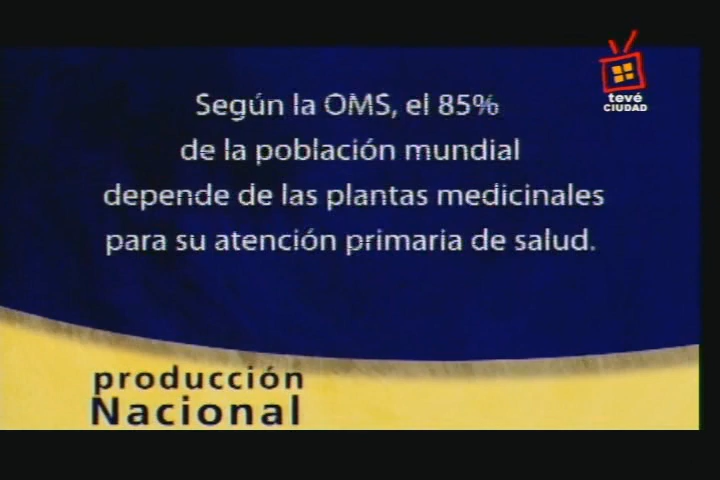 tevé
CIUDAD
Según la OMS, el 85%
de la población mundial
depende de las plantas medicinales
para su atención primaria de salud.
producción
Nacional